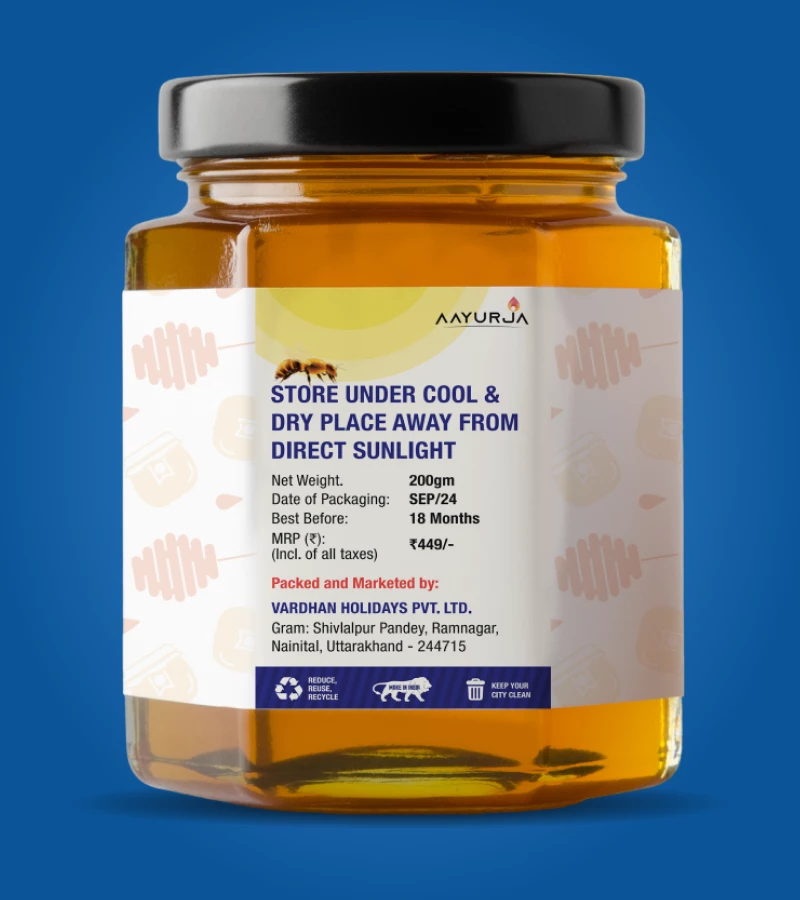 AAYURJA
STORE UNDER COOL &
DRY PLACE AWAY FROM
DIRECT SUNLIGHT
Net Weight. 200gm
Date of Packaging: SEP/24
Best Before: 18 Months
MRP (₹):
(Incl. of all taxes) ₹449/-
Packed and Marketed by:
VARDHAN HOLIDAYS PVT. LTD.
Gram: Shivlalpur Pandey, Ramnagar,
Nainital, Uttarakhand - 244715
REDUCE,
REUSE,
RECYCLE
MAKE IN INDIA
KEEP YOUR
CITY CLEAN